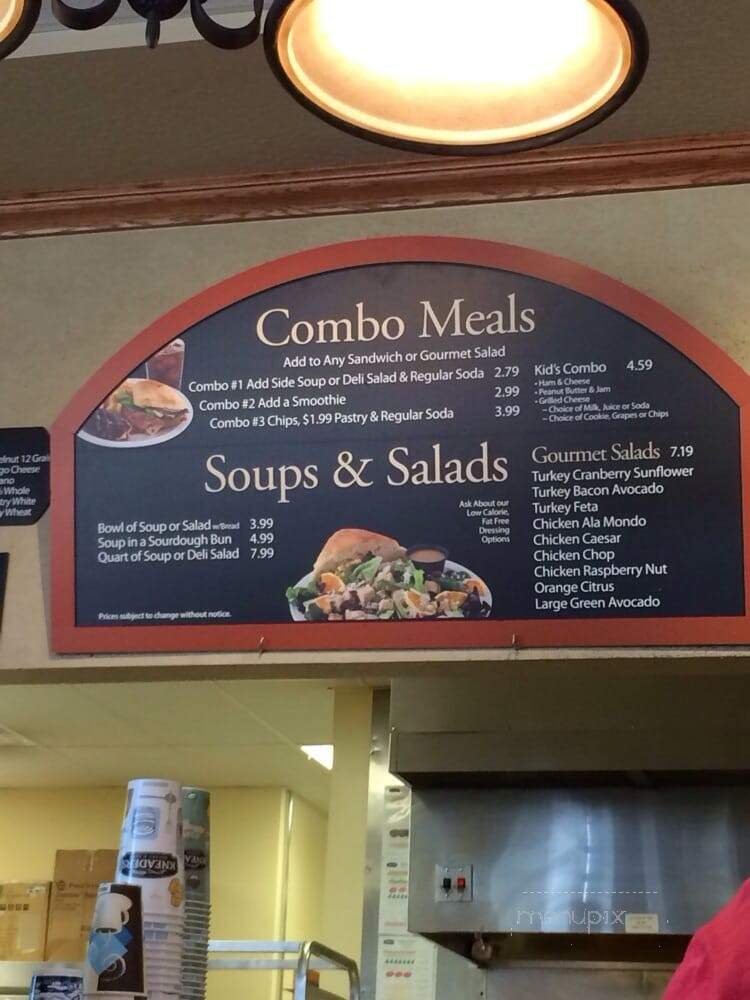 Combo Meals
Add to Any Sandwich or Gourmet Salad
Combo #1 Add Side Soup or Deli Salad & Regular Soda 2.79
Combo #2 Add a Smoothie 2.99
Combo #3 Chips, $1.99 Pastry & Regular Soda 3.99
Kid's Combo 4.59
• Ham & Cheese
• Peanut Butter & Jam
• Grilled Cheese
– Choice of Milk, Juice or Soda
– Choice of Cookie, Grapes or Chips
Soups & Salads
Bowl of Soup or Salad w/Bread 3.99
Soup in a Sourdough Bun 4.99
Quart of Soup or Deli Salad 7.99
Ask About our
Low Calorie,
Fat Free
Dressing
Options
Gourmet Salads 7.19
Turkey Cranberry Sunflower
Turkey Bacon Avocado
Turkey Feta
Chicken Ala Mondo
Chicken Caesar
Chicken Chop
Chicken Raspberry Nut
Orange Citrus
Large Green Avocado
Prices subject to change without notice.
12 Grain
Cheese
Whole
White
Wheat
KNEADERS
menupix